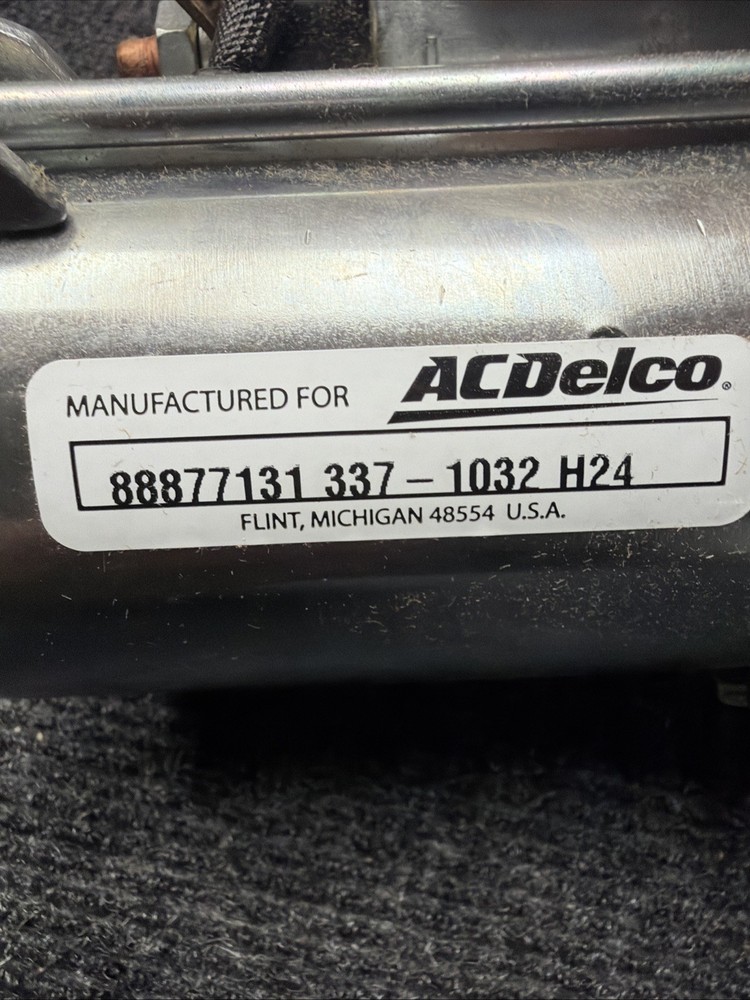 MANUFACTURED FOR ACDelco®
88877131 337-1032 H24
FLINT, MICHIGAN 48554 U.S.A.